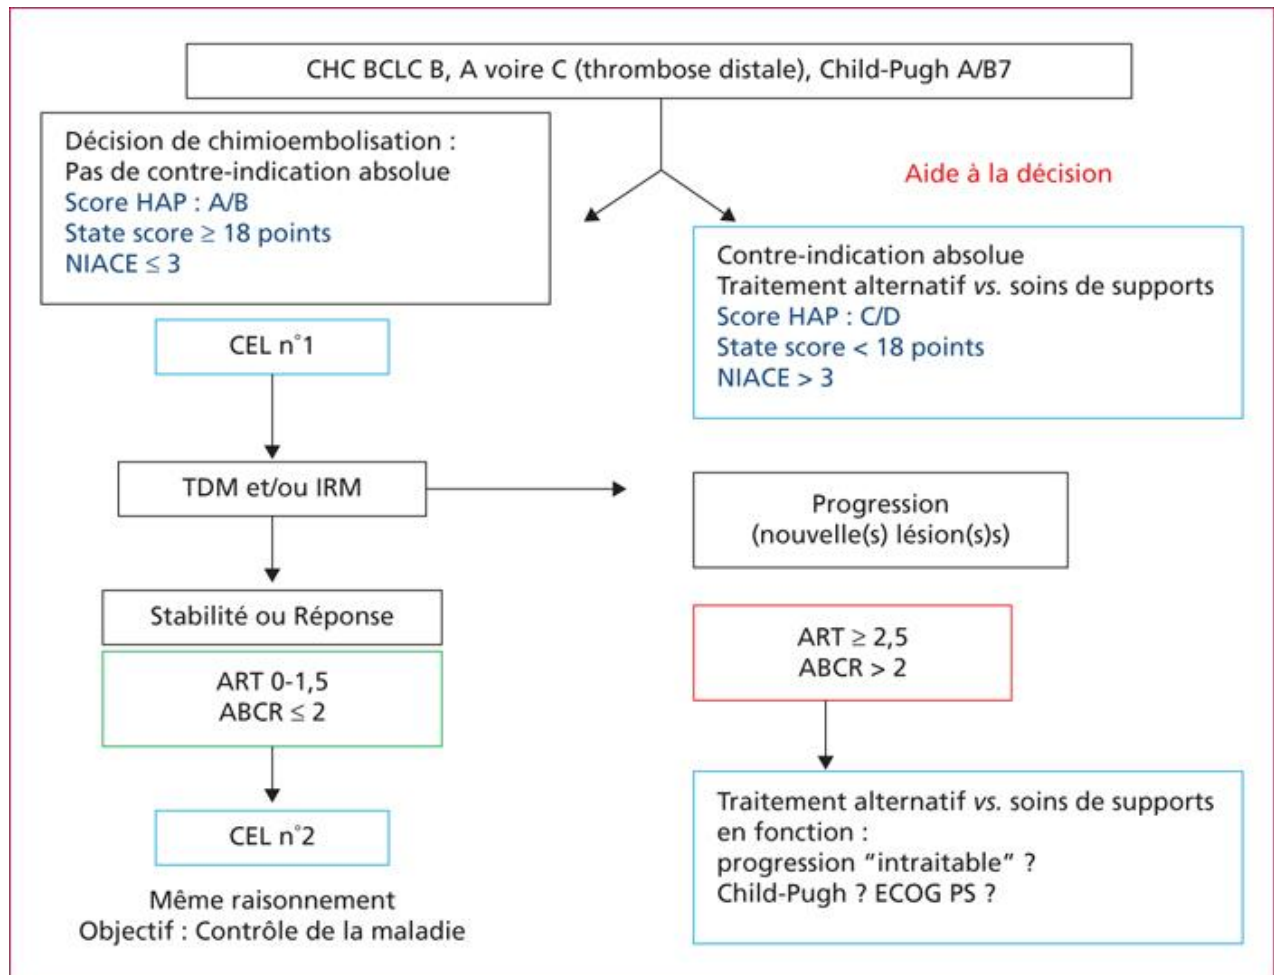 CHC BCLC B, A voire C (thrombose distale), Child-Pugh A/B7
Décision de chimioembolisation :
Pas de contre-indication absolue
Score HAP : A/B
State score ≥ 18 points
NIACE ≤ 3
Aide à la décision
Contre-indication absolue
Traitement alternatif vs. soins de supports
Score HAP : C/D
State score < 18 points
NIACE > 3
CEL n°1
TDM et/ou IRM
Progression
(nouvelle(s) lésion(s)s)
Stabilité ou Réponse
ART 0-1,5
ABCR ≤ 2
ART ≥ 2,5
ABCR > 2
CEL n°2
Même raisonnement
Objectif : Contrôle de la maladie
Traitement alternatif vs. soins de supports
en fonction :
progression “intraitable” ?
Child-Pugh ? ECOG PS ?